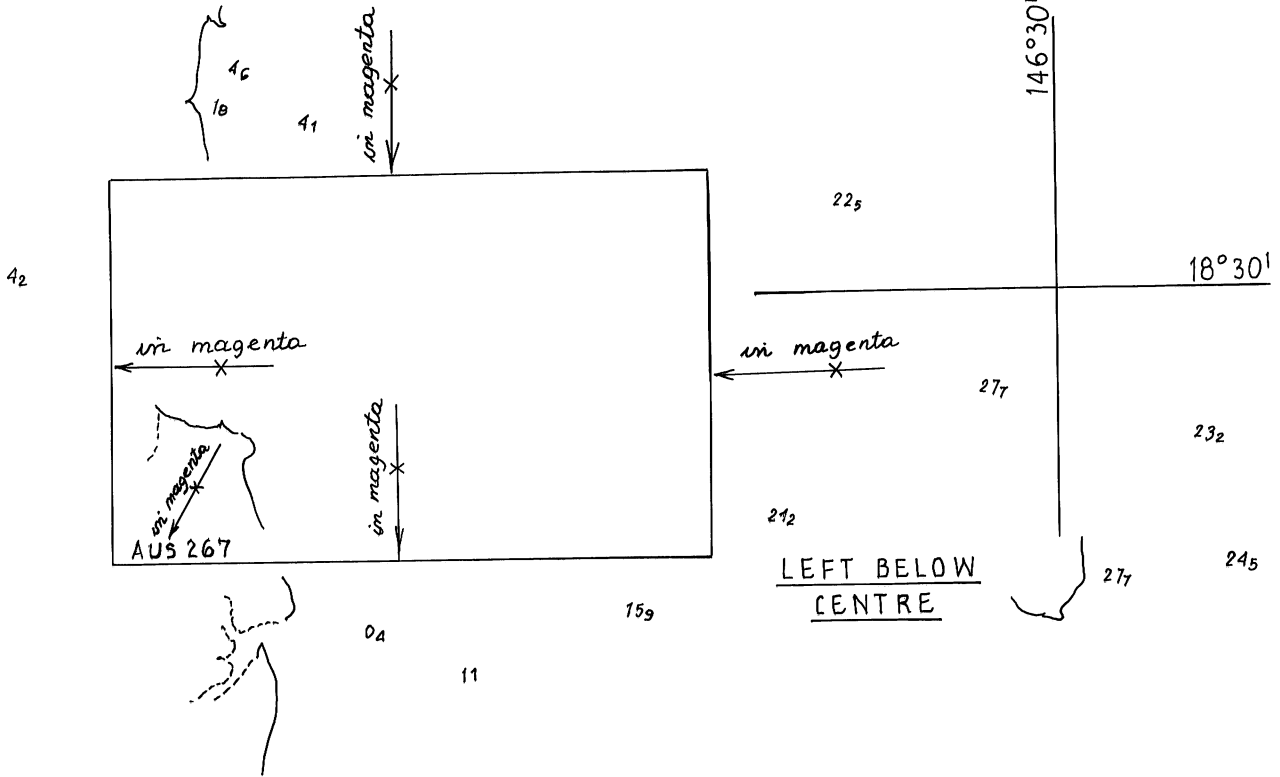 146°30'
in magenta
4₆
1₈
4₁
22₅
18°30'
4₂
in magenta
in magenta
27₇
23₂
in magenta
in magenta
21₂
AUS 267
LEFT BELOW
CENTRE
27₇
24₅
15₉
0₄
11